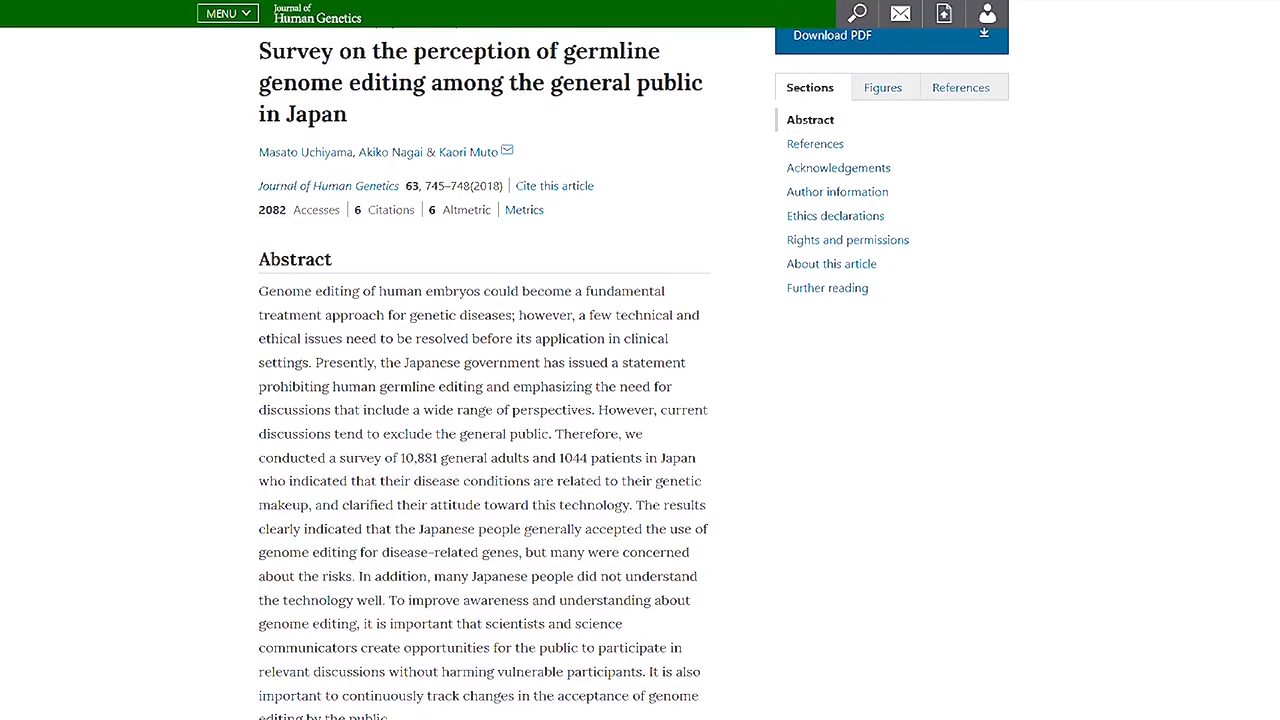 MENU
Journal of
Human Genetics
Download PDF
Survey on the perception of germline
genome editing among the general public
in Japan
Masato Uchiyama, Akiko Nagai & Kaori Muto
Journal of Human Genetics 63, 745–748(2018) | Cite this article
2082 Accesses | 6 Citations | 6 Altmetric | Metrics
Abstract
Genome editing of human embryos could become a fundamental
treatment approach for genetic diseases; however, a few technical and
ethical issues need to be resolved before its application in clinical
settings. Presently, the Japanese government has issued a statement
prohibiting human germline editing and emphasizing the need for
discussions that include a wide range of perspectives. However, current
discussions tend to exclude the general public. Therefore, we
conducted a survey of 10,881 general adults and 1044 patients in Japan
who indicated that their disease conditions are related to their genetic
makeup, and clarified their attitude toward this technology. The results
clearly indicated that the Japanese people generally accepted the use of
genome editing for disease-related genes, but many were concerned
about the risks. In addition, many Japanese people did not understand
the technology well. To improve awareness and understanding about
genome editing, it is important that scientists and science
communicators create opportunities for the public to participate in
relevant discussions without harming vulnerable participants. It is also
important to continuously track changes in the acceptance of genome
editing by the public.
Sections Figures References
Abstract
References
Acknowledgements
Author information
Ethics declarations
Rights and permissions
About this article
Further reading